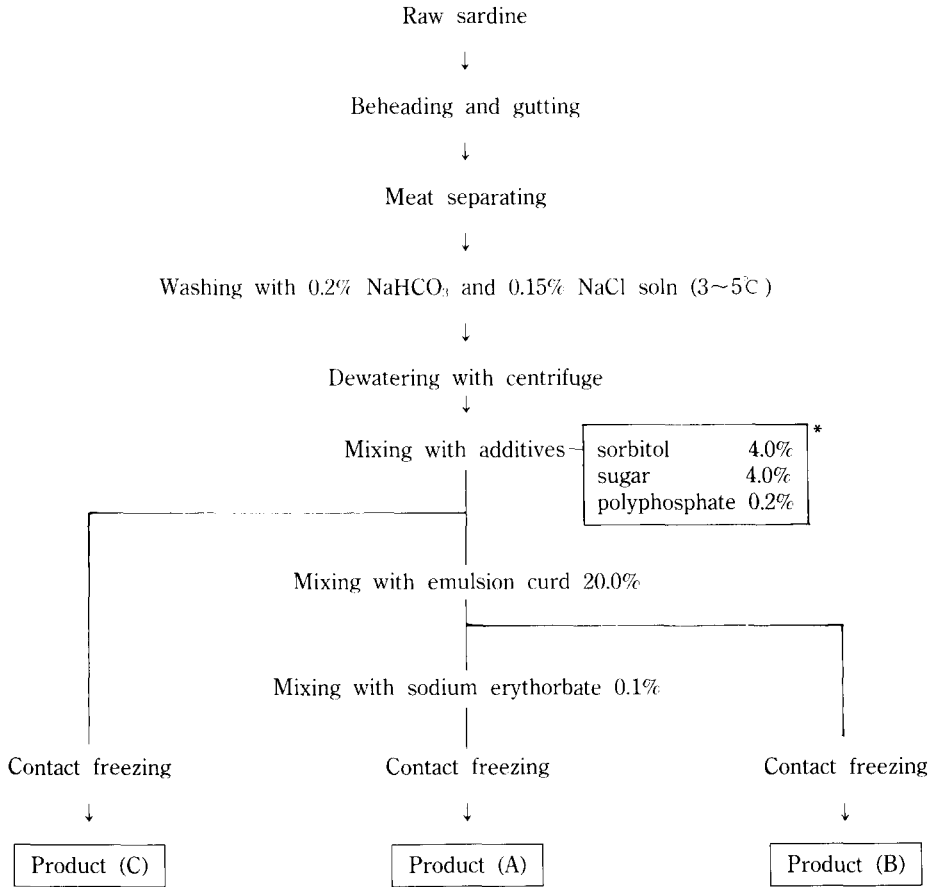 Raw sardine
↓
Beheading and gutting
↓
Meat separating
↓
Washing with 0.2% NaHCO₃ and 0.15% NaCl soln (3~5℃)
↓
Dewatering with centrifuge
↓
Mixing with additives
*
sorbitol 4.0%
sugar 4.0%
polyphosphate 0.2%
Mixing with emulsion curd 20.0%
Mixing with sodium erythorbate 0.1%
Contact freezing Contact freezing Contact freezing
↓ ↓ ↓
Product (C) Product (A) Product (B)